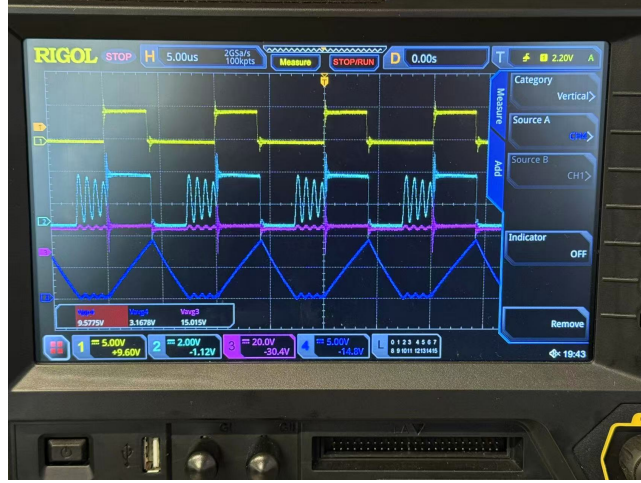 RIGOL STOP H 5.00us 2GSa/s 100kpts Measure STOP/RUN D 0.00s T 1 2.20V A
T
Measure
Add
Category
Vertical
Source A
Source B
CH1
Indicator
OFF
Remove
1
2
Vavg4 Vavg3
9.5775V 3.1678V 15.015V
1 5.00V +9.60V 2 2.00V -1.12V 3 20.0V -30.4V 4 5.00V -14.8V L 0 1 2 3 4 5 6 7
8 9 10 11 12 13 14 15
19:43